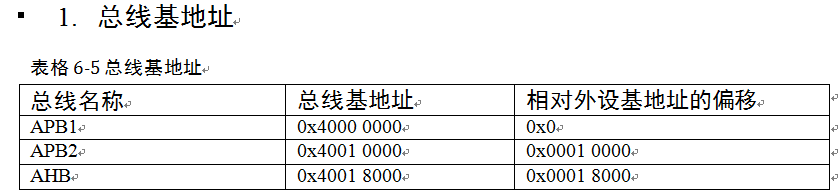 ▪ 1. 总线基地址↵
表格 6-5 总线基地址↵
总线名称↵ 总线基地址↵ 相对外设基地址的偏移↵
APB1↵ 0x4000 0000↵ 0x0↵
APB2↵ 0x4001 0000↵ 0x0001 0000↵
AHB↵ 0x4001 8000↵ 0x0001 8000↵